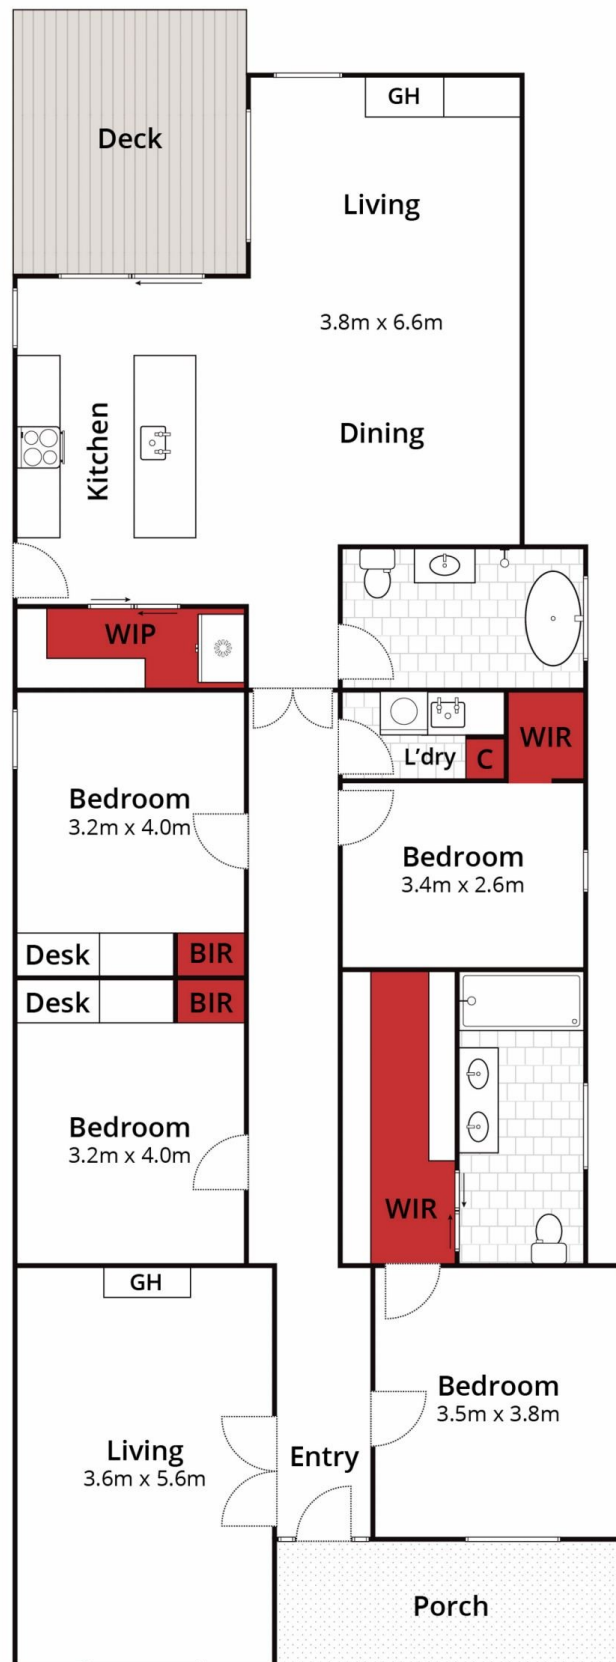 GH
Deck
Living
3.8m x 6.6m
Dining
Kitchen
WIP
WIR
L'dry
C
Bedroom
3.2m x 4.0m
Bedroom
3.4m x 2.6m
Desk
BIR
Desk
BIR
Bedroom
3.2m x 4.0m
WIR
GH
Bedroom
3.5m x 3.8m
Living
3.6m x 5.6m
Entry
Porch